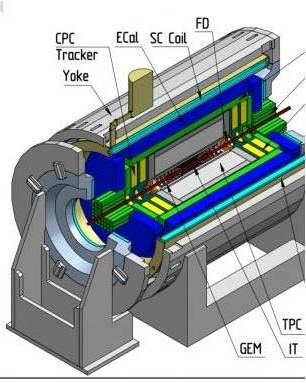 FD
ECal SC Coil
CPC
Tracker
Yoke
TPC
GEM
IT